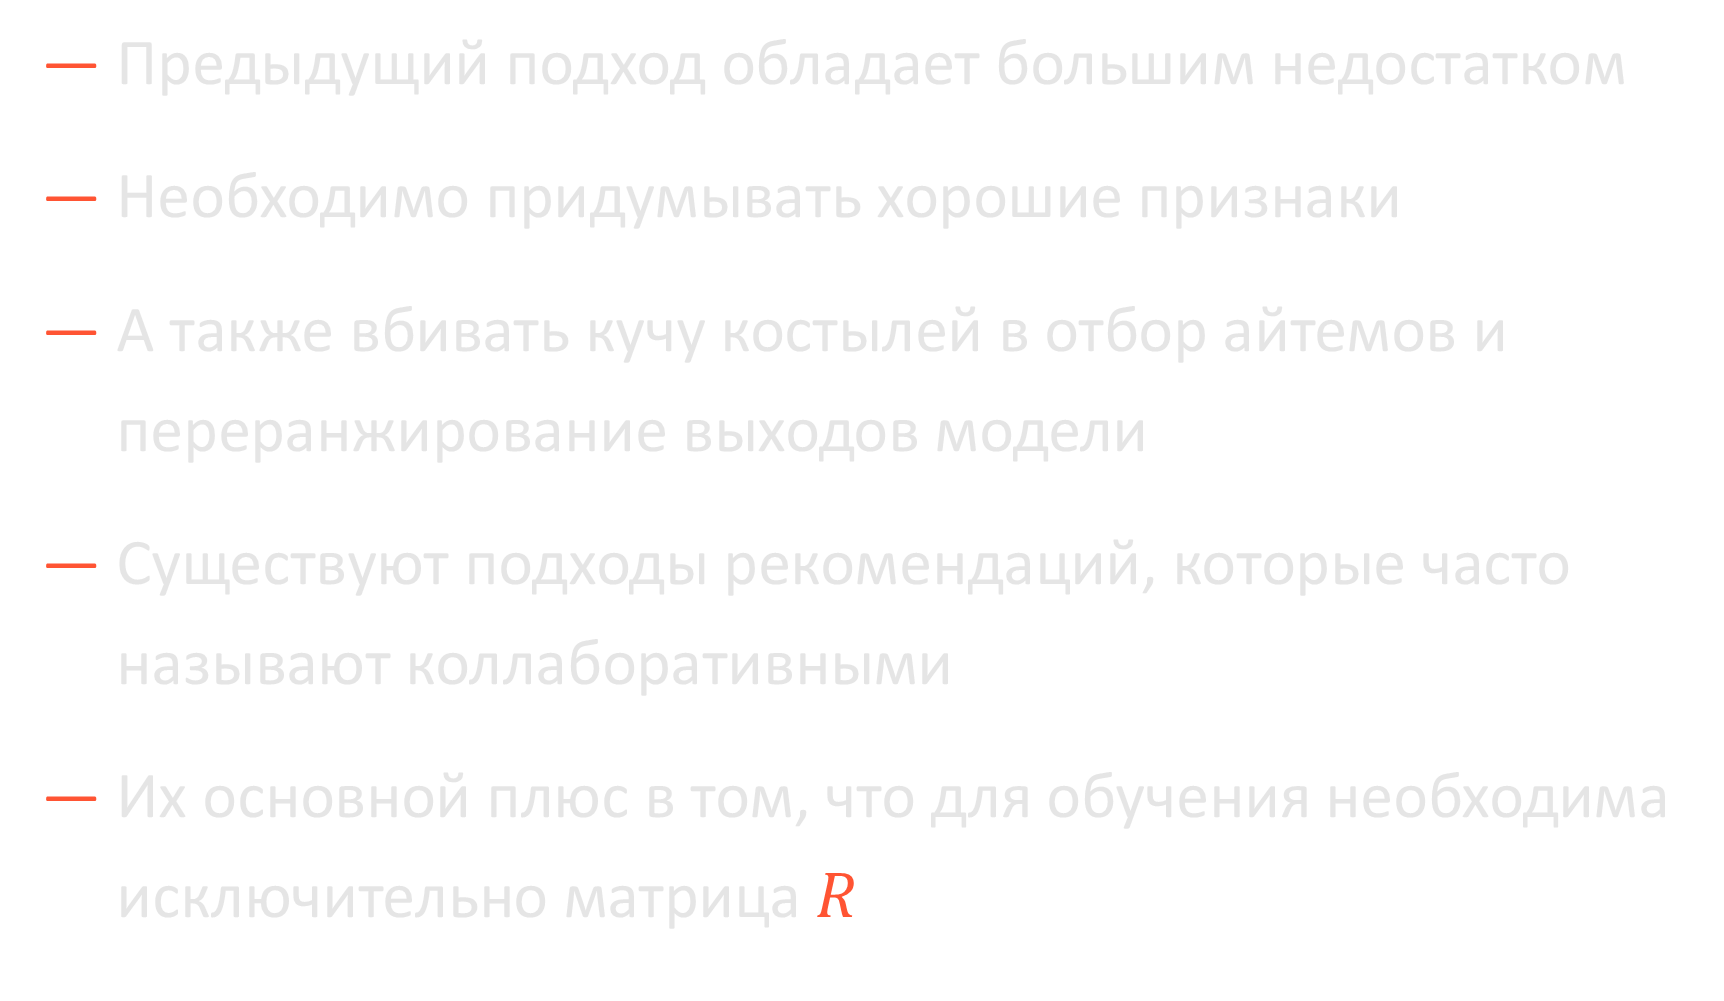 — Предыдущий подход обладает большим недостатком
— Необходимо придумывать хорошие признаки
— А также вбивать кучу костылей в отбор айтемов и
переранжирование выходов модели
— Существуют подходы рекомендаций, которые часто
называют коллаборативными
— Их основной плюс в том, что для обучения необходима
исключительно матрица R